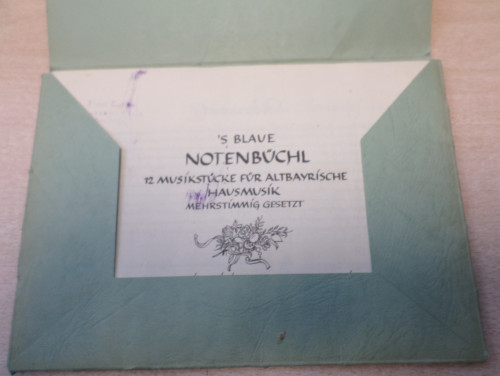 'S BLAUE
NOTENBÜCHL
12 MUSIKSTÜCKE FÜR ALTBAYRISCHE
HAUSMUSIK
MEHRSTIMMIG GESETZT